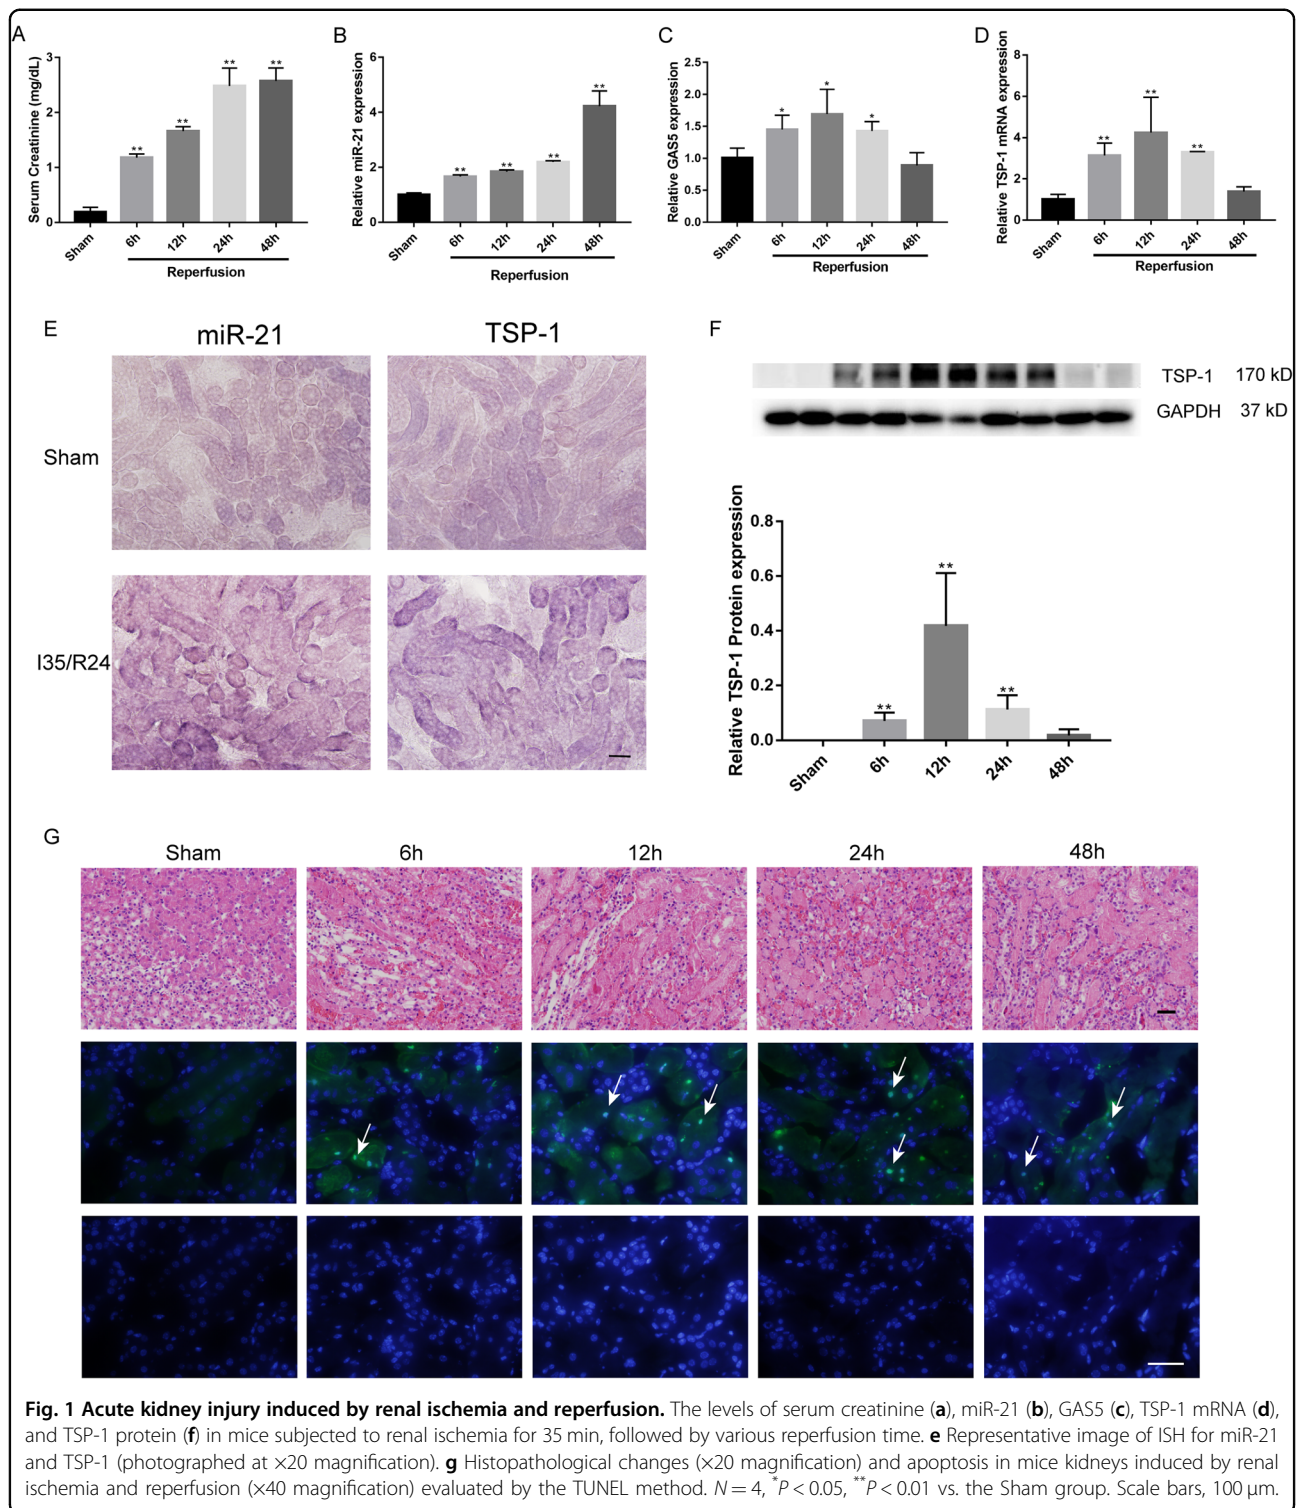 A
Serum Creatinine (mg/dL)
3
2
1
0
**
**
**
**
Sham
6h
12h
24h
48h
Reperfusion
B
Relative miR-21 expression
6
4
2
0
**
**
**
**
Sham
6h
12h
24h
48h
Reperfusion
C
Relative GAS5 expression
2.5
2.0
1.5
1.0
0.5
0.0
*
*
*
Sham
6h
12h
24h
48h
Reperfusion
D
Relative TSP-1 mRNA expression
8
6
4
2
0
**
**
**
Sham
6h
12h
24h
48h
Reperfusion
E
miR-21
TSP-1
Sham
I35/R24
F
TSP-1 170 kD
GAPDH 37 kD
Relative TSP-1 Protein expression
0.8
0.6
0.4
0.2
0.0
**
**
**
Sham
6h
12h
24h
48h
G
Sham
6h
12h
24h
48h
Fig. 1 Acute kidney injury induced by renal ischemia and reperfusion. The levels of serum creatinine (a), miR-21 (b), GAS5 (c), TSP-1 mRNA (d),
and TSP-1 protein (f) in mice subjected to renal ischemia for 35 min, followed by various reperfusion time. e Representative image of ISH for miR-21
and TSP-1 (photographed at ×20 magnification). g Histopathological changes (×20 magnification) and apoptosis in mice kidneys induced by renal
ischemia and reperfusion (×40 magnification) evaluated by the TUNEL method. N = 4, *P < 0.05, **P < 0.01 vs. the Sham group. Scale bars, 100 μm.